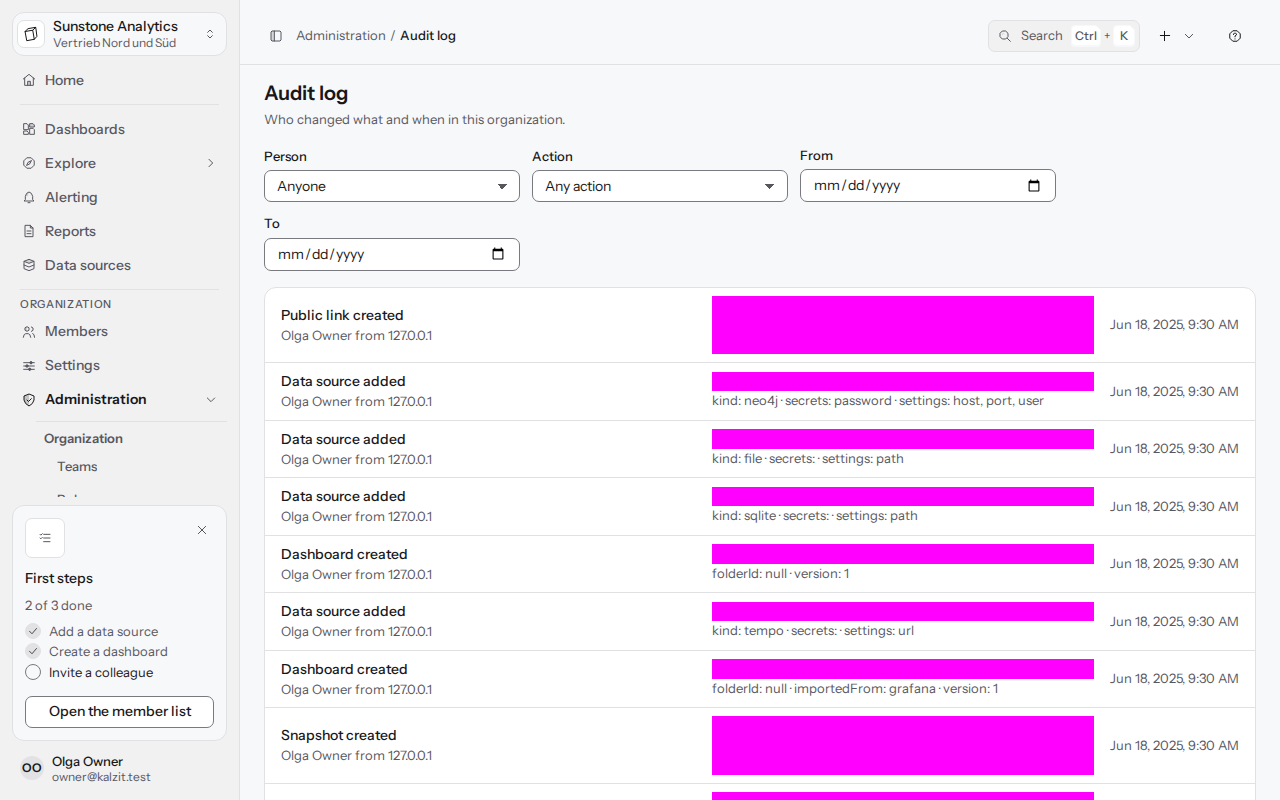 Sunstone Analytics
Vertrieb Nord und Süd
Home
Dashboards
Explore
Alerting
Reports
Data sources
ORGANIZATION
Members
Settings
Administration
Organization
Teams
First steps
2 of 3 done
Add a data source
Create a dashboard
Invite a colleague
Open the member list
OO
Olga Owner
owner@kalzit.test
Administration / Audit log
Search Ctrl + K
Audit log
Who changed what and when in this organization.
Person
Anyone
Action
Any action
From
mm/dd/yyyy
To
mm/dd/yyyy
Public link created
Olga Owner from 127.0.0.1
Jun 18, 2025, 9:30 AM
Data source added
Olga Owner from 127.0.0.1
kind: neo4j · secrets: password · settings: host, port, user
Jun 18, 2025, 9:30 AM
Data source added
Olga Owner from 127.0.0.1
kind: file · secrets: · settings: path
Jun 18, 2025, 9:30 AM
Data source added
Olga Owner from 127.0.0.1
kind: sqlite · secrets: · settings: path
Jun 18, 2025, 9:30 AM
Dashboard created
Olga Owner from 127.0.0.1
folderId: null · version: 1
Jun 18, 2025, 9:30 AM
Data source added
Olga Owner from 127.0.0.1
kind: tempo · secrets: · settings: url
Jun 18, 2025, 9:30 AM
Dashboard created
Olga Owner from 127.0.0.1
folderId: null · importedFrom: grafana · version: 1
Jun 18, 2025, 9:30 AM
Snapshot created
Olga Owner from 127.0.0.1
Jun 18, 2025, 9:30 AM